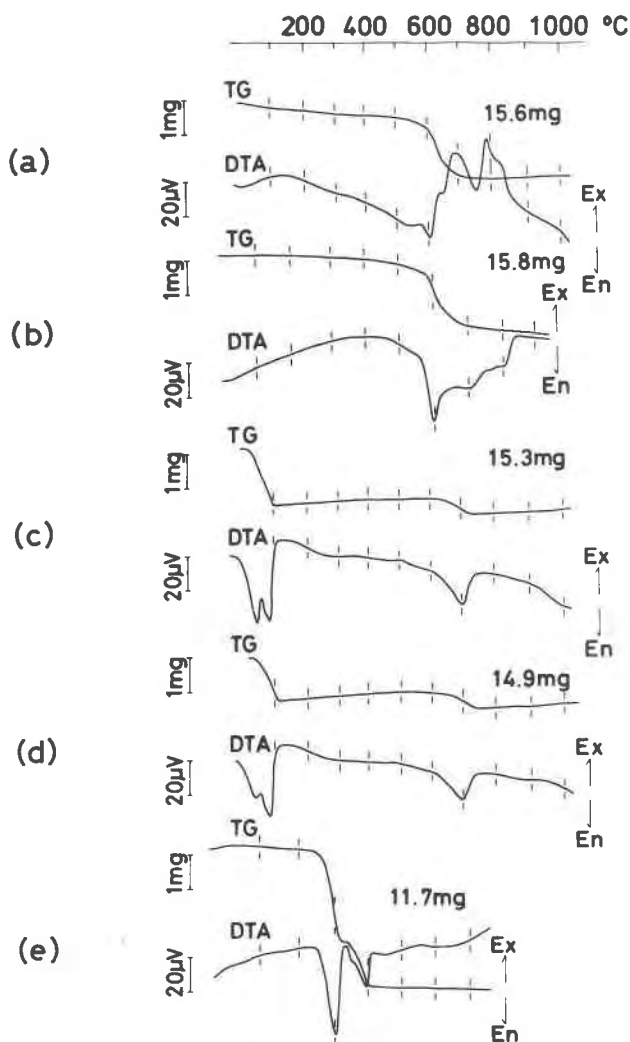 200 400 600 800 1000 °C
TG
1mg
15.6mg
(a)
DTA
20μV
Ex
En
TG
1mg
15.8mg
Ex
(b)
DTA
20μV
En
TG
1mg
15.3mg
(c)
DTA
20μV
Ex
En
TG
1mg
14.9mg
(d)
DTA
20μV
Ex
En
TG
1mg
11.7mg
(e)
DTA
20μV
Ex
En